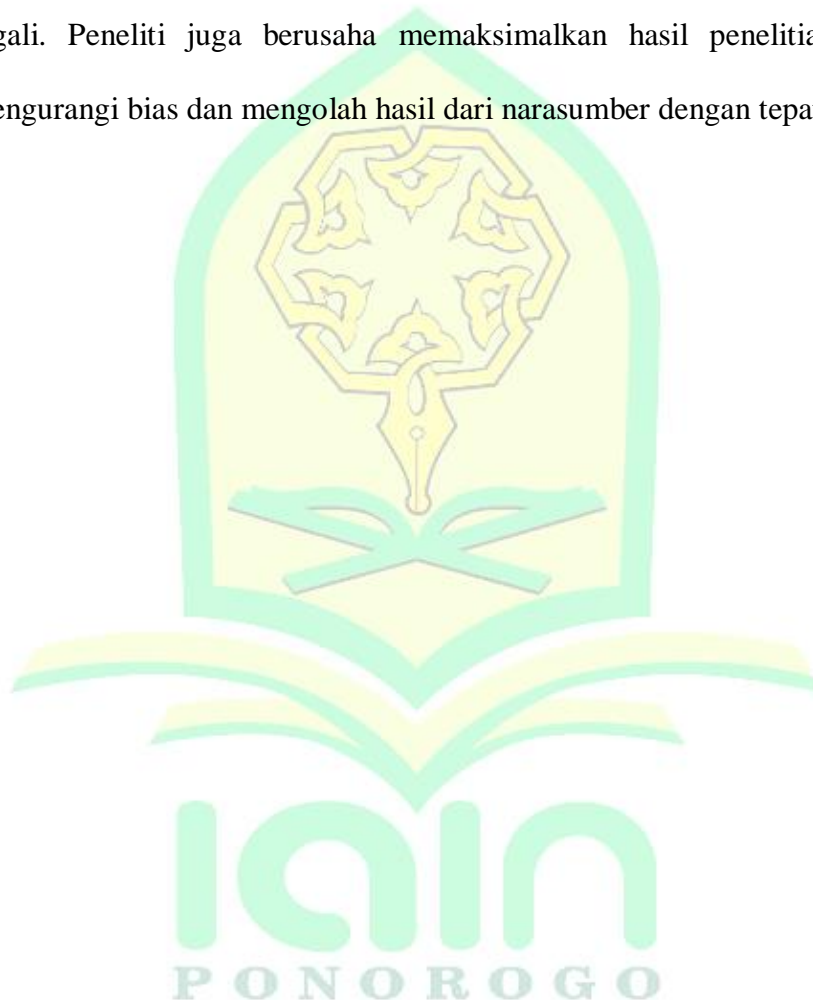 gali. Peneliti juga berusaha memaksimalkan hasil penelitia
engurangi bias dan mengolah hasil dari narasumber dengan tepa
iain
PONOROGO